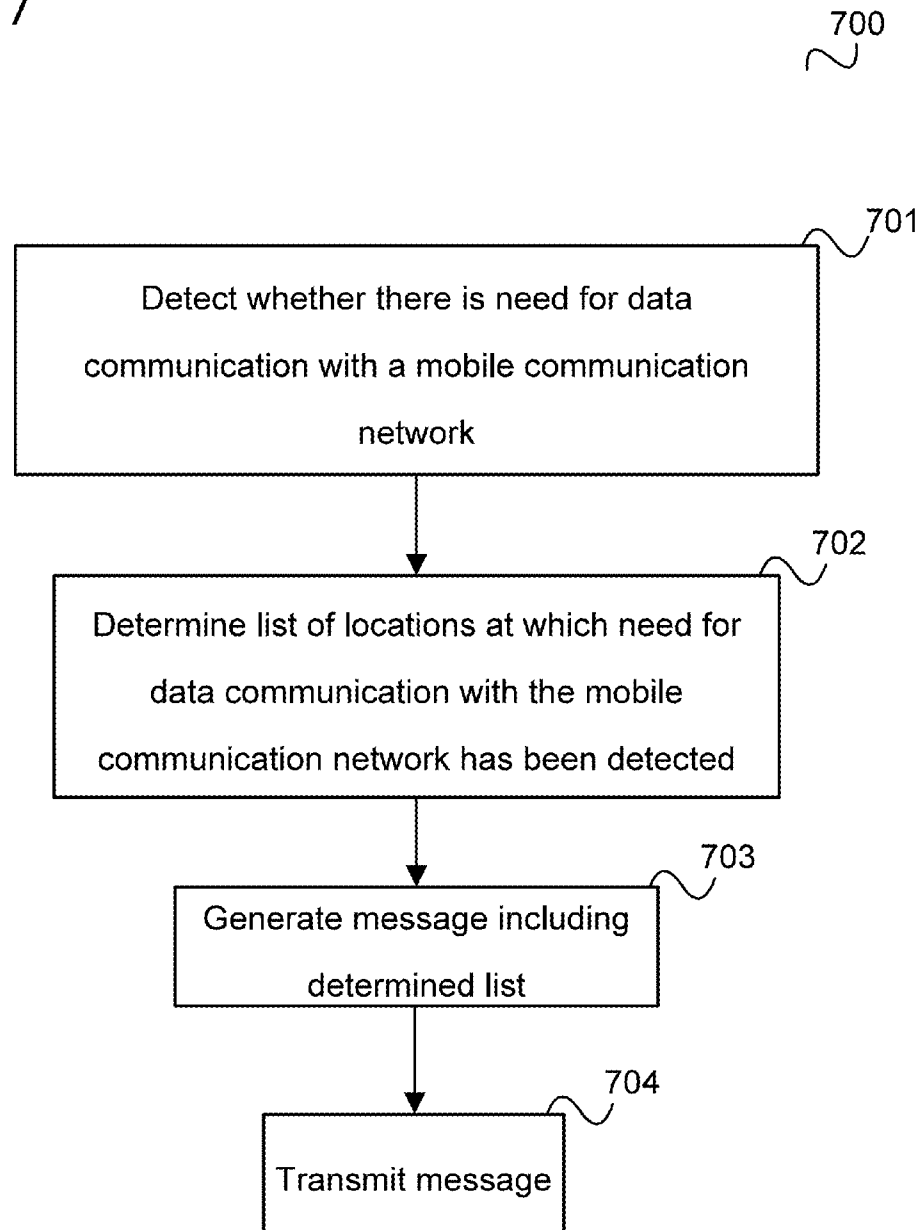 7
700
701
Detect whether there is need for data
communication with a mobile communication
network
702
Determine list of locations at which need for
data communication with the mobile
communication network has been detected
703
Generate message including
determined list
704
Transmit message